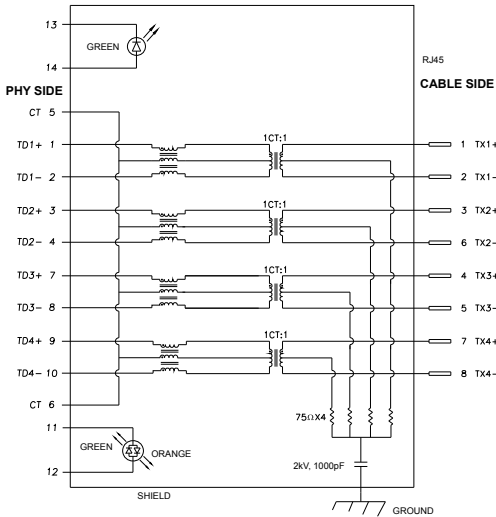 13
GREEN
14
RJ45
PHY SIDE
CABLE SIDE
CT 5
TD1+ 1
1CT:1
1 TX1+
TD1- 2
2 TX1-
TD2+ 3
1CT:1
3 TX2+
TD2- 4
6 TX2-
TD3+ 7
1CT:1
4 TX3+
TD3- 8
5 TX3-
TD4+ 9
1CT:1
7 TX4+
TD4- 10
8 TX4-
CT 6
75ΩX4
11
GREEN
ORANGE
12
2kV, 1000pF
SHIELD
GROUND